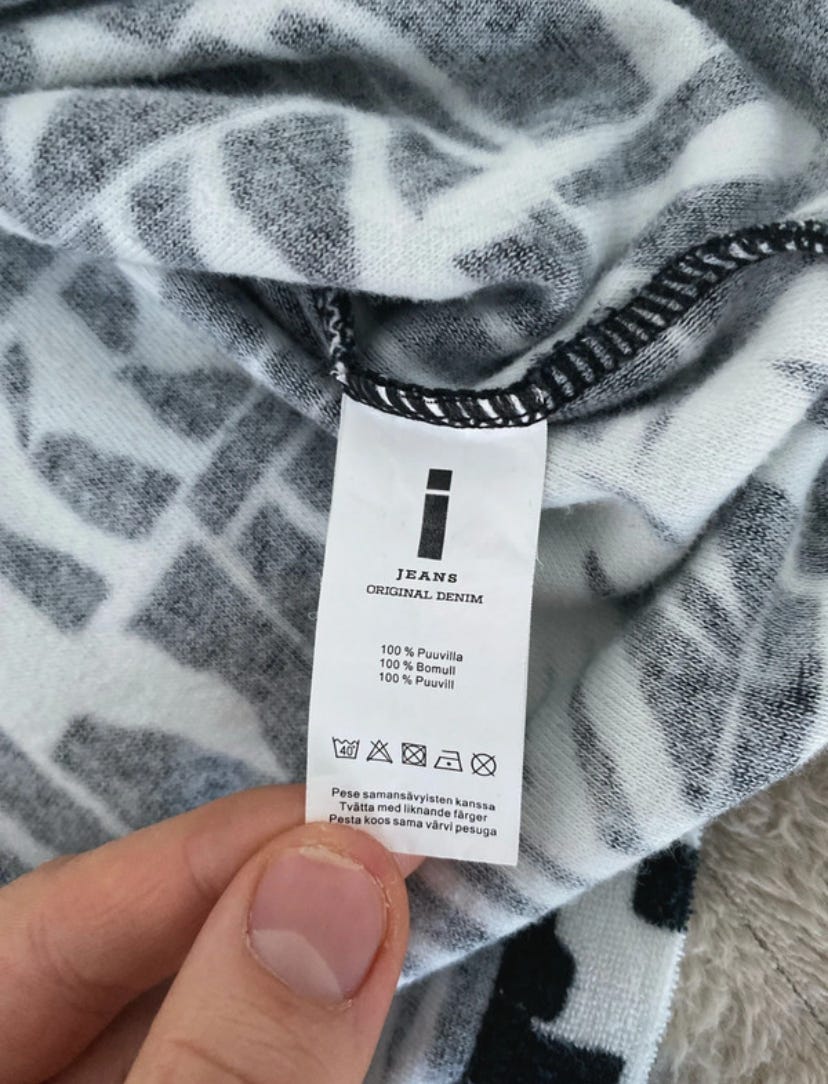 i
JEANS
ORIGINAL DENIM
100 % Puuvilla
100 % Bomull
100 % Puuvill
40
Pese samansävyisten kanssa
Tvätta med liknande färger
Pesta koos sama värvi pesuga